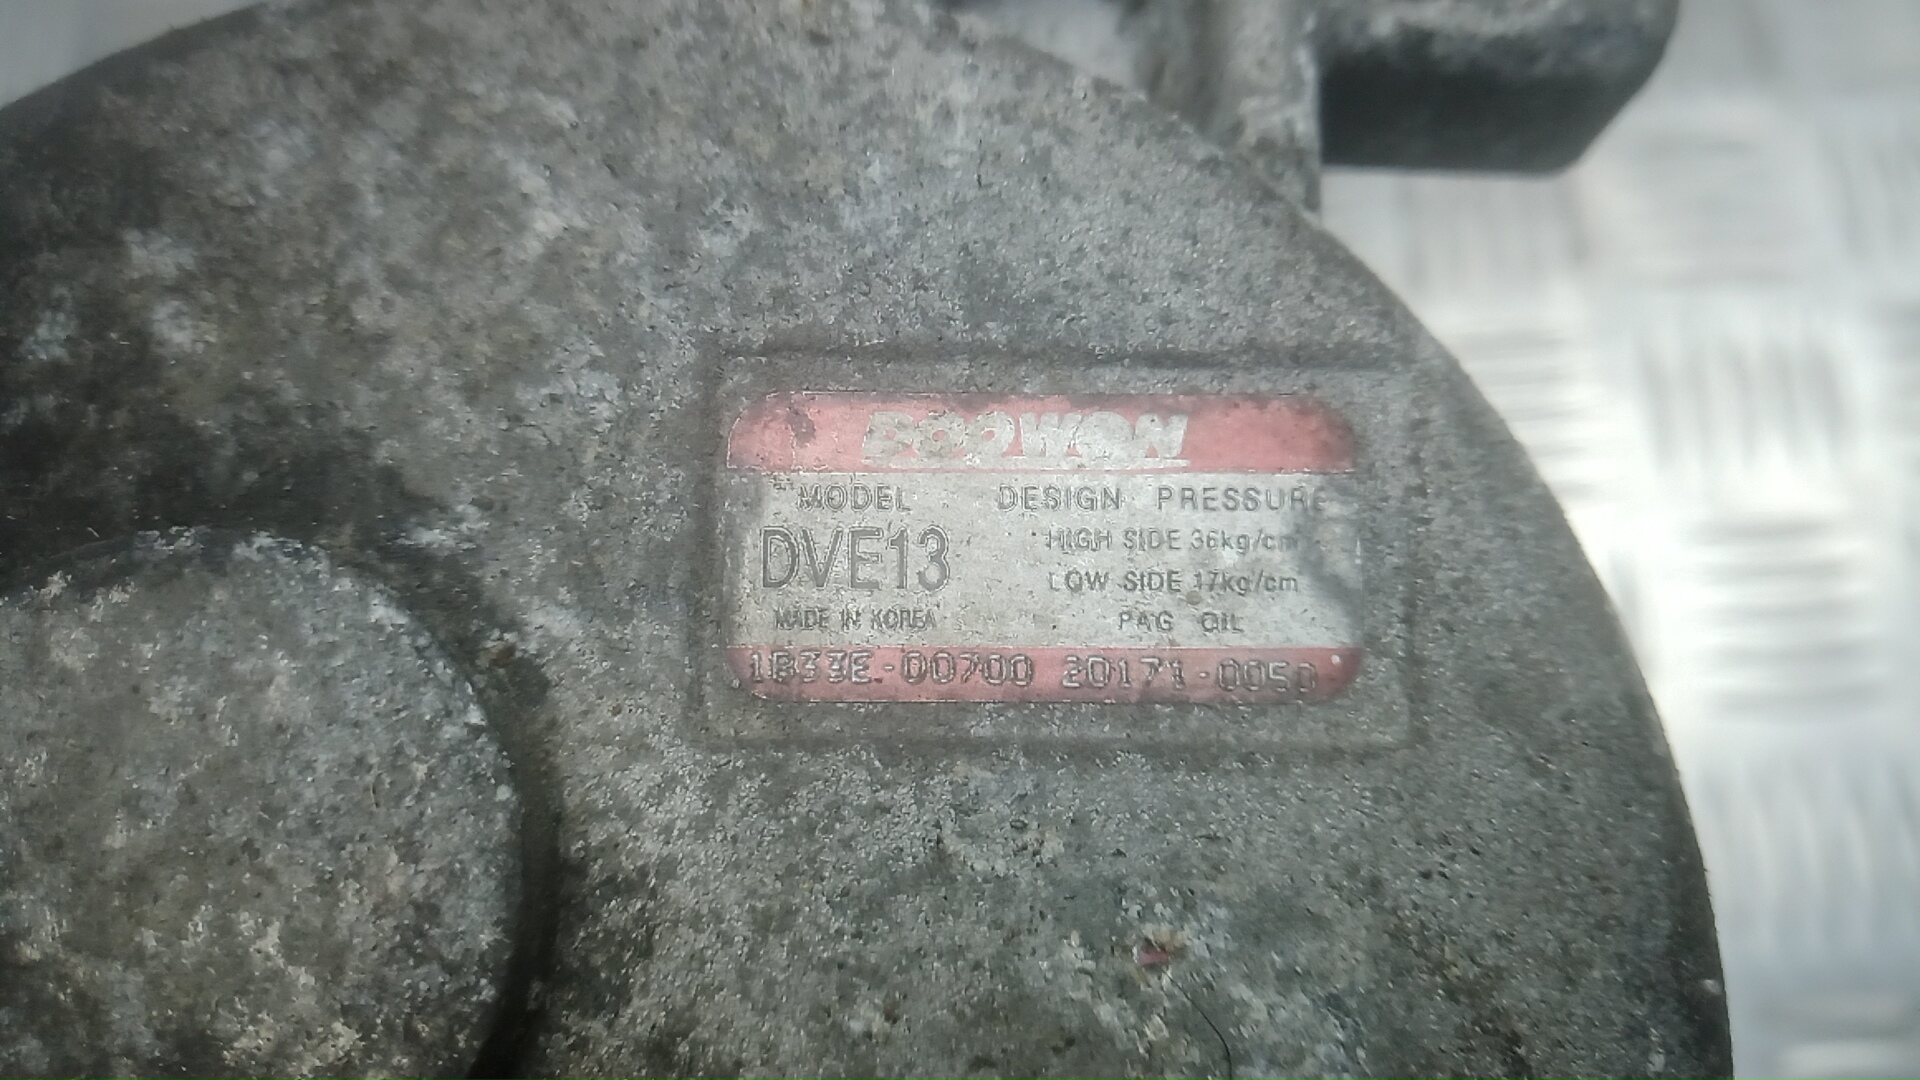 DOOWON
MODEL DESIGN PRESSURE
DVE13 HIGH SIDE 36kg/cm
LOW SIDE 17kg/cm
MADE IN KOREA PAG OIL
1B33E-00700 20171-0050